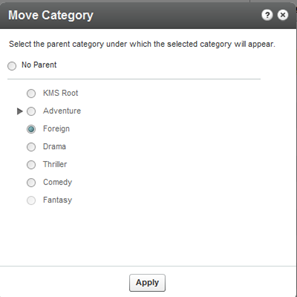 Move Category
?
Select the parent category under which the selected category will appear.
No Parent
KMS Root
Adventure
Foreign
Drama
Thriller
Comedy
Fantasy
Apply